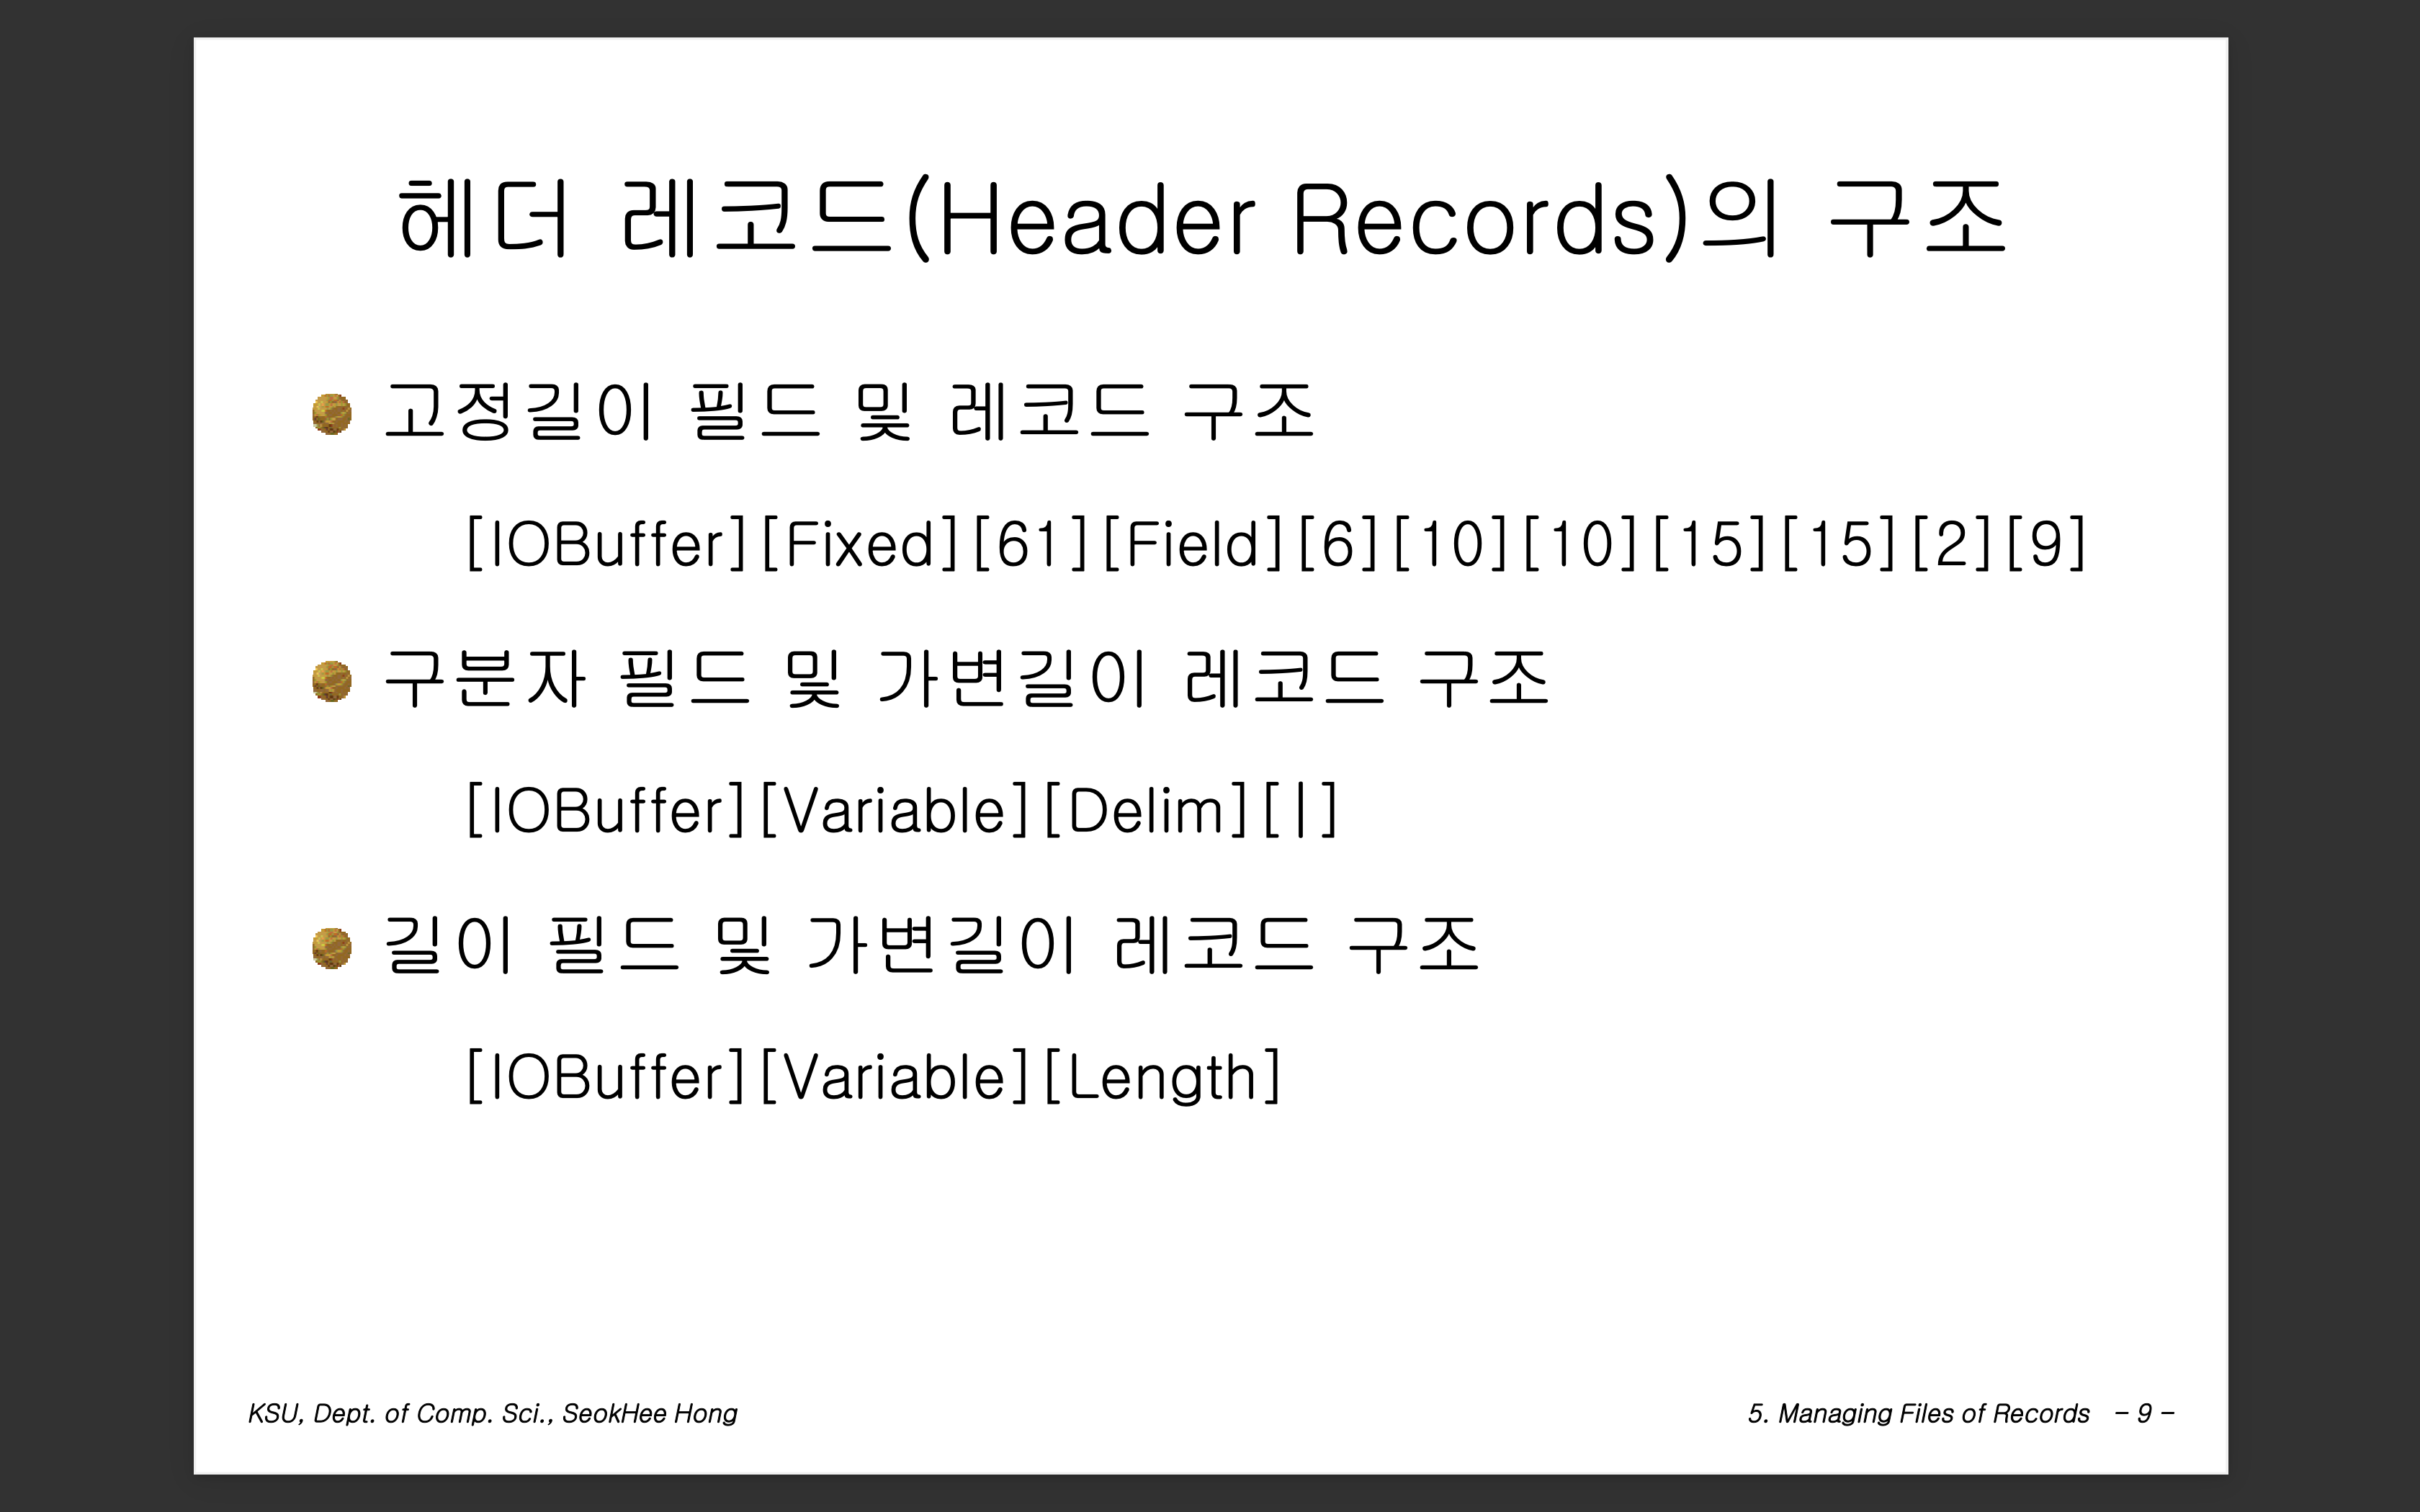 헤더 레코드(Header Records)의 구조
고정길이 필드 및 레코드 구조
[IOBuffer][Fixed][61][Field][6][10][10][15][15][2][9]
구분자 필드 및 가변길이 레코드 구조
[IOBuffer][Variable][Delim][|]
길이 필드 및 가변길이 레코드 구조
[IOBuffer][Variable][Length]
KSU, Dept. of Comp. Sci., SeokHee Hong
5. Managing Files of Records - 9 -